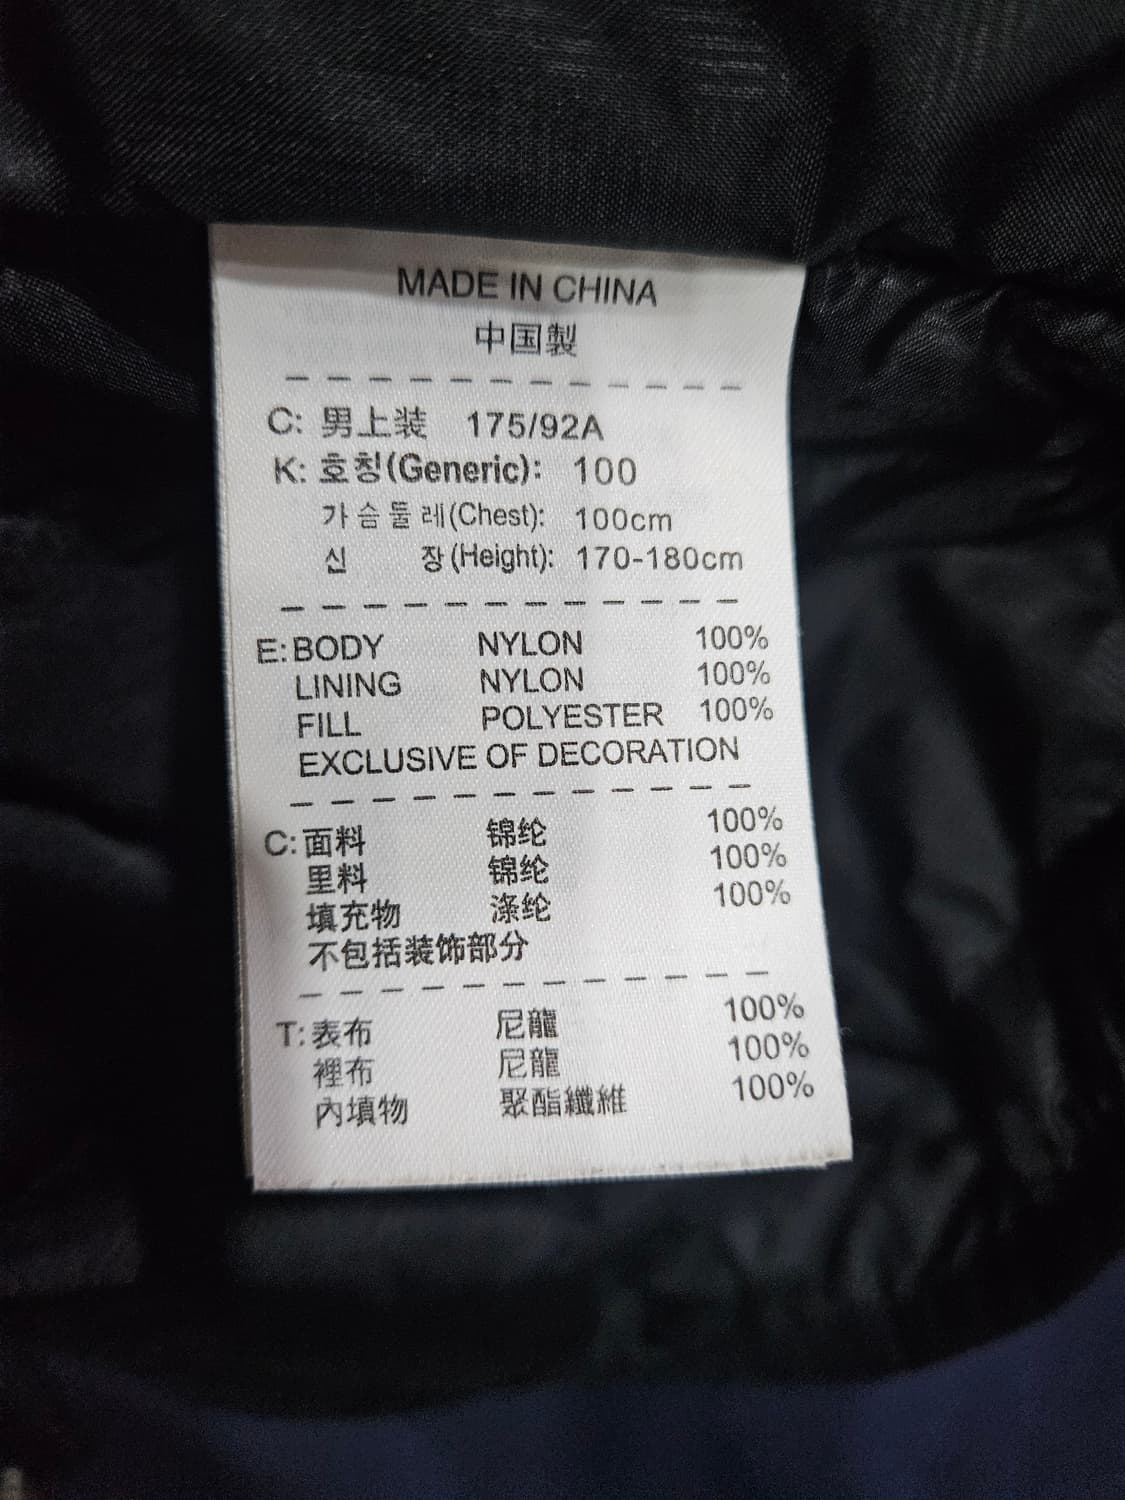 MADE IN CHINA
中国製
C: 男上装 175/92A
K: 호칭(Generic): 100
가슴둘레(Chest): 100cm
신 장(Height): 170-180cm
E: BODY NYLON 100%
LINING NYLON 100%
FILL POLYESTER 100%
EXCLUSIVE OF DECORATION
C: 面料 锦纶 100%
里料 锦纶 100%
填充物 涤纶 100%
不包括装饰部分
T: 表布 尼龍 100%
裡布 尼龍 100%
內填物 聚酯纖維 100%